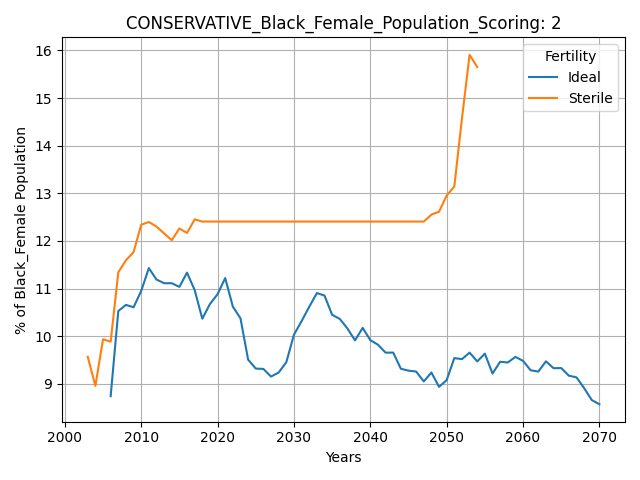 CONSERVATIVE_Black_Female_Population_Scoring: 2
Fertility
Ideal
Sterile
% of Black_Female Population
16
15
14
13
12
11
10
9
2000 2010 2020 2030 2040 2050 2060 2070
Years